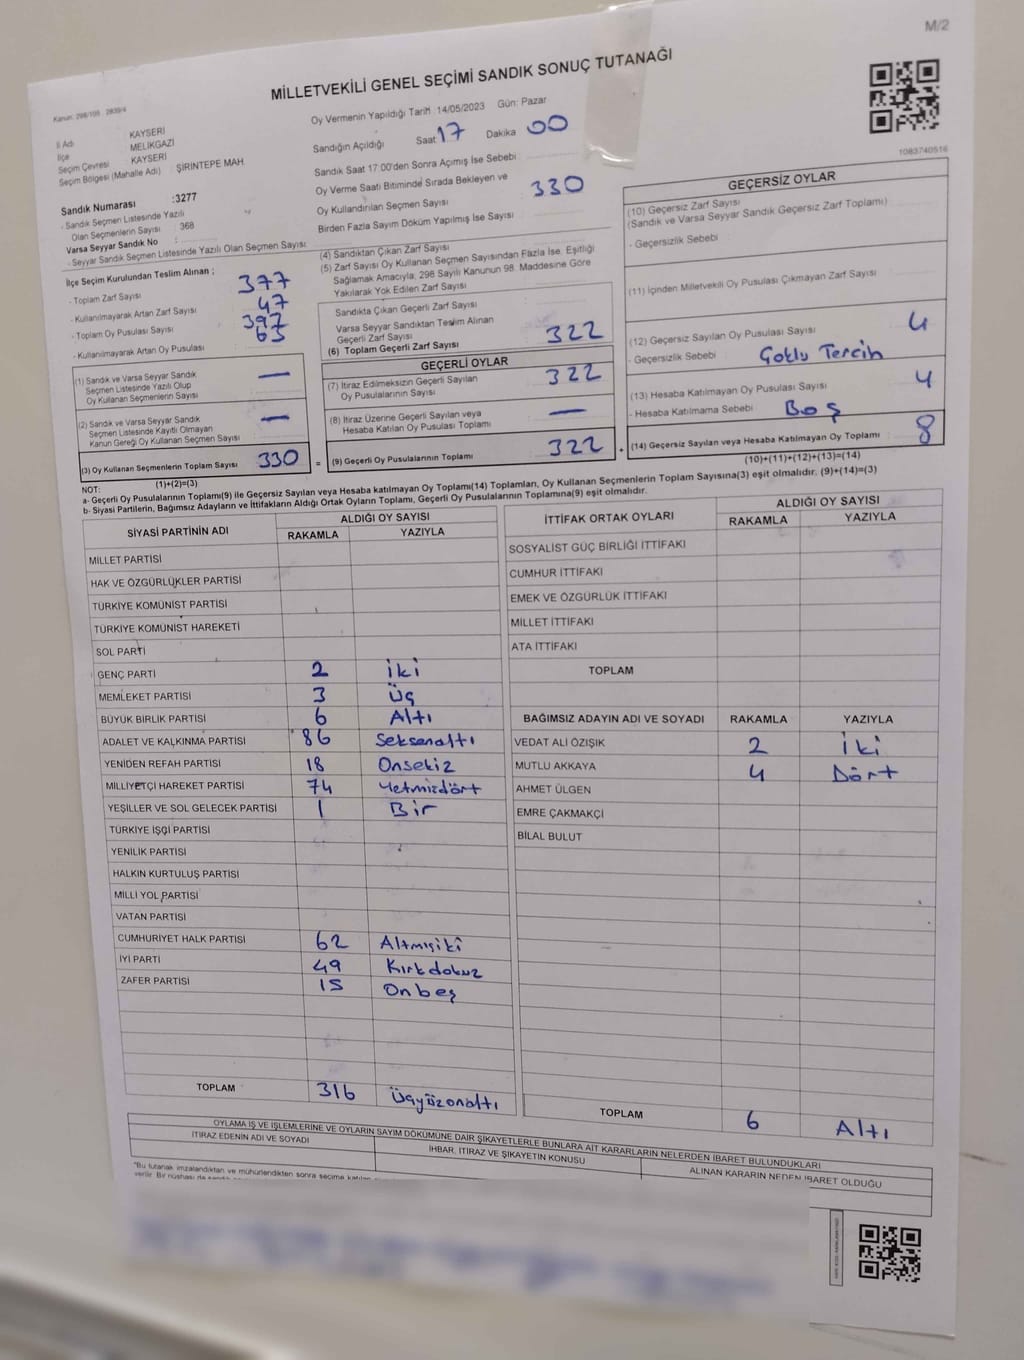 M/2
MİLLETVEKİLİ GENEL SEÇİMİ SANDIK SONUÇ TUTANAĞI
Kanun: 298/105 2839/4
İl Adı KAYSERİ
İlçe MELİKGAZİ
Seçim Çevresi KAYSERİ
Seçim Bölgesi (Mahalle Adı) ŞİRİNTEPE MAH.
Sandık Numarası :3277
- Sandık Seçmen Listesinde Yazılı
Olan Seçmenlerin Sayısı 368
Varsa Seyyar Sandık No :
- Seyyar Sandık Seçmen Listesinde Yazılı Olan Seçmen Sayısı
Oy Vermenin Yapıldığı Tarih :14/05/2023 Gün: Pazar
Sandığın Açıldığı Saat 17 Dakika 00
Sandık Saat 17:00'den Sonra Açımış İse Sebebi
Oy Verme Saati Bitiminde Sırada Bekleyen ve
Oy Kullandırılan Seçmen Sayısı 330
Birden Fazla Sayım Döküm Yapılmış İse Sayısı
1083740516
İlçe Seçim Kurulundan Teslim Alınan ;
- Toplam Zarf Sayısı 377
- Kullanılmayarak Artan Zarf Sayısı 47
- Toplam Oy Pusulası Sayısı 397
- Kullanılmayarak Artan Oy Pusulası 63
(1) Sandık ve Varsa Seyyar Sandık
Seçmen Listesinde Yazılı Olup
Oy Kullanan Seçmenlerin Sayısı —
(2) Sandık ve Varsa Seyyar Sandık
Seçmen Listesinde Kayıtlı Olmayan
Kanun Gereği Oy Kullanan Seçmen Sayısı —
(3) Oy Kullanan Seçmenlerin Toplam Sayısı 330
(1)+(2)=(3)
(4) Sandıktan Çıkan Zarf Sayısı
(5) Zarf Sayısı Oy Kullanan Seçmen Sayısından Fazla İse, Eşitliği
Sağlamak Amacıyla, 298 Sayılı Kanunun 98. Maddesine Göre
Yakılarak Yok Edilen Zarf Sayısı
Sandıkta Çıkan Geçerli Zarf Sayısı
Varsa Seyyar Sandıktan Teslim Alınan
Geçerli Zarf Sayısı
(6) Toplam Geçerli Zarf Sayısı 322
GEÇERLİ OYLAR
(7) İtiraz Edilmeksizin Geçerli Sayılan
Oy Pusulalarının Sayısı 322
(8) İtiraz Üzerine Geçerli Sayılan veya
Hesaba Katılan Oy Pusulası Toplamı —
= (9) Geçerli Oy Pusulalarının Toplamı 322 +
GEÇERSİZ OYLAR
(10) Geçersiz Zarf Sayısı
(Sandık ve Varsa Seyyar Sandık Geçersiz Zarf Toplamı)
- Geçersizlik Sebebi
(11) İçinden Milletvekili Oy Pusulası Çıkmayan Zarf Sayısı
(12) Geçersiz Sayılan Oy Pusulası Sayısı 4
- Geçersizlik Sebebi Çoklu Tercih
(13) Hesaba Katılmayan Oy Pusulası Sayısı 4
- Hesaba Katılmama Sebebi Boş
(14) Geçersiz Sayılan veya Hesaba Katılmayan Oy Toplamı 8
(10)+(11)+(12)+(13)=(14)
NOT:
a- Geçerli Oy Pusulalarının Toplamı(9) ile Geçersiz Sayılan veya Hesaba katılmayan Oy Toplamı(14) Toplamları, Oy Kullanan Seçmenlerin Toplam Sayısına(3) eşit olmalıdır. (9)+(14)=(3)
b- Siyasi Partilerin, Bağımsız Adayların ve İttifakların Aldığı Ortak Oyların Toplamı, Geçerli Oy Pusulalarının Toplamına(9) eşit olmalıdır.
SİYASİ PARTİNİN ADI ALDIĞI OY SAYISI
RAKAMLA YAZIYLA
MİLLET PARTİSİ
HAK VE ÖZGÜRLÜKLER PARTİSİ
TÜRKİYE KOMÜNİST PARTİSİ
TÜRKİYE KOMÜNİST HAREKETİ
SOL PARTİ
GENÇ PARTİ 2 İki
MEMLEKET PARTİSİ 3 Üç
BÜYÜK BİRLİK PARTİSİ 6 Altı
ADALET VE KALKINMA PARTİSİ 86 Seksenaltı
YENİDEN REFAH PARTİSİ 18 Onsekiz
MİLLİYETÇİ HAREKET PARTİSİ 74 Yetmişdört
YEŞİLLER VE SOL GELECEK PARTİSİ 1 Bir
TÜRKİYE İŞÇİ PARTİSİ
YENİLİK PARTİSİ
HALKIN KURTULUŞ PARTİSİ
MİLLİ YOL PARTİSİ
VATAN PARTİSİ
CUMHURİYET HALK PARTİSİ 62 Altmışiki
İYİ PARTİ 49 Kırkdokuz
ZAFER PARTİSİ 15 Onbeş
TOPLAM 316 Üçyüzonaltı
İTTİFAK ORTAK OYLARI ALDIĞI OY SAYISI
RAKAMLA YAZIYLA
SOSYALİST GÜÇ BİRLİĞİ İTTİFAKI
CUMHUR İTTİFAKI
EMEK VE ÖZGÜRLÜK İTTİFAKI
MİLLET İTTİFAKI
ATA İTTİFAKI
TOPLAM
BAĞIMSIZ ADAYIN ADI VE SOYADI RAKAMLA YAZIYLA
VEDAT ALİ ÖZIŞIK 2 İki
MUTLU AKKAYA 4 Dört
AHMET ÜLGEN
EMRE ÇAKMAKÇİ
BİLAL BULUT
TOPLAM 6 Altı
OYLAMA İŞ VE İŞLEMLERİNE VE OYLARIN SAYIM DÖKÜMÜNE DAİR ŞİKAYETLERLE BUNLARA AİT KARARLARIN NELERDEN İBARET BULUNDUKLARI
İTİRAZ EDENİN ADI VE SOYADI İHBAR, İTİRAZ VE ŞİKAYETİN KONUSU ALINAN KARARIN NEDEN İBARET OLDUĞU
"Bu tutanak imzalandıktan ve mühürlendikten sonra seçime katılan